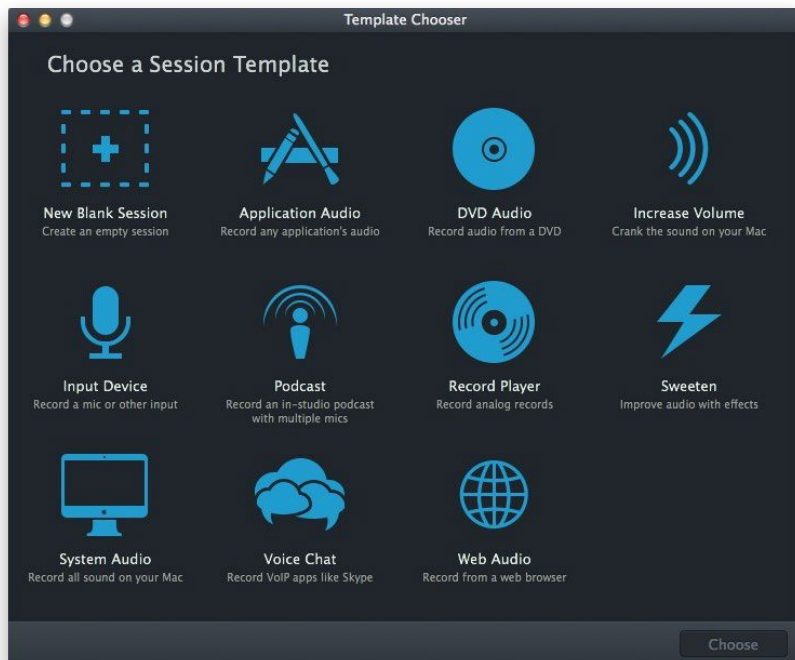 Template Chooser
Choose a Session Template
New Blank Session
Create an empty session
Application Audio
Record any application's audio
DVD Audio
Record audio from a DVD
Increase Volume
Crank the sound on your Mac
Input Device
Record a mic or other input
Podcast
Record an in-studio podcast
with multiple mics
Record Player
Record analog records
Sweeten
Improve audio with effects
System Audio
Record all sound on your Mac
Voice Chat
Record VoIP apps like Skype
Web Audio
Record from a web browser
Choose